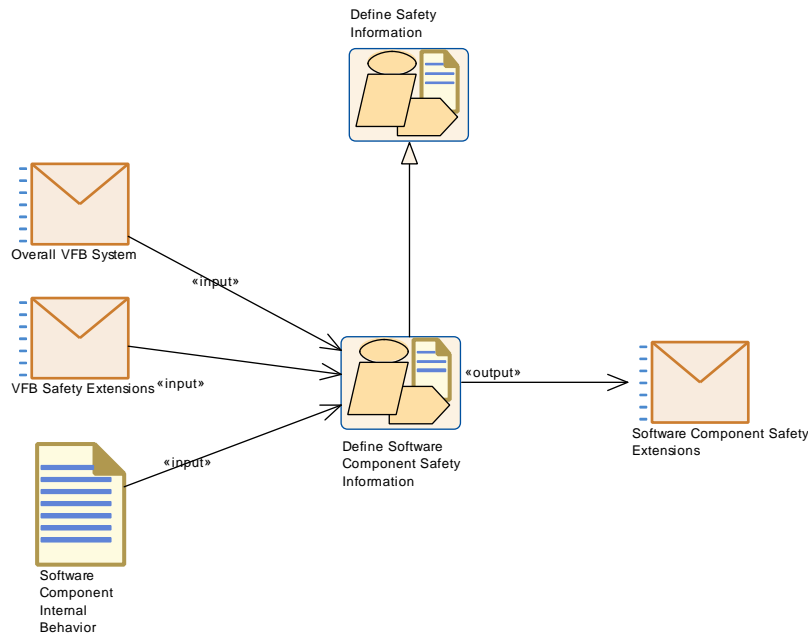 Define Safety
Information
Overall VFB System
«input»
VFB Safety Extensions
«input»
«output»
Define Software
Component Safety
Information
Software Component Safety
Extensions
«input»
Software
Component
Internal
Behavior